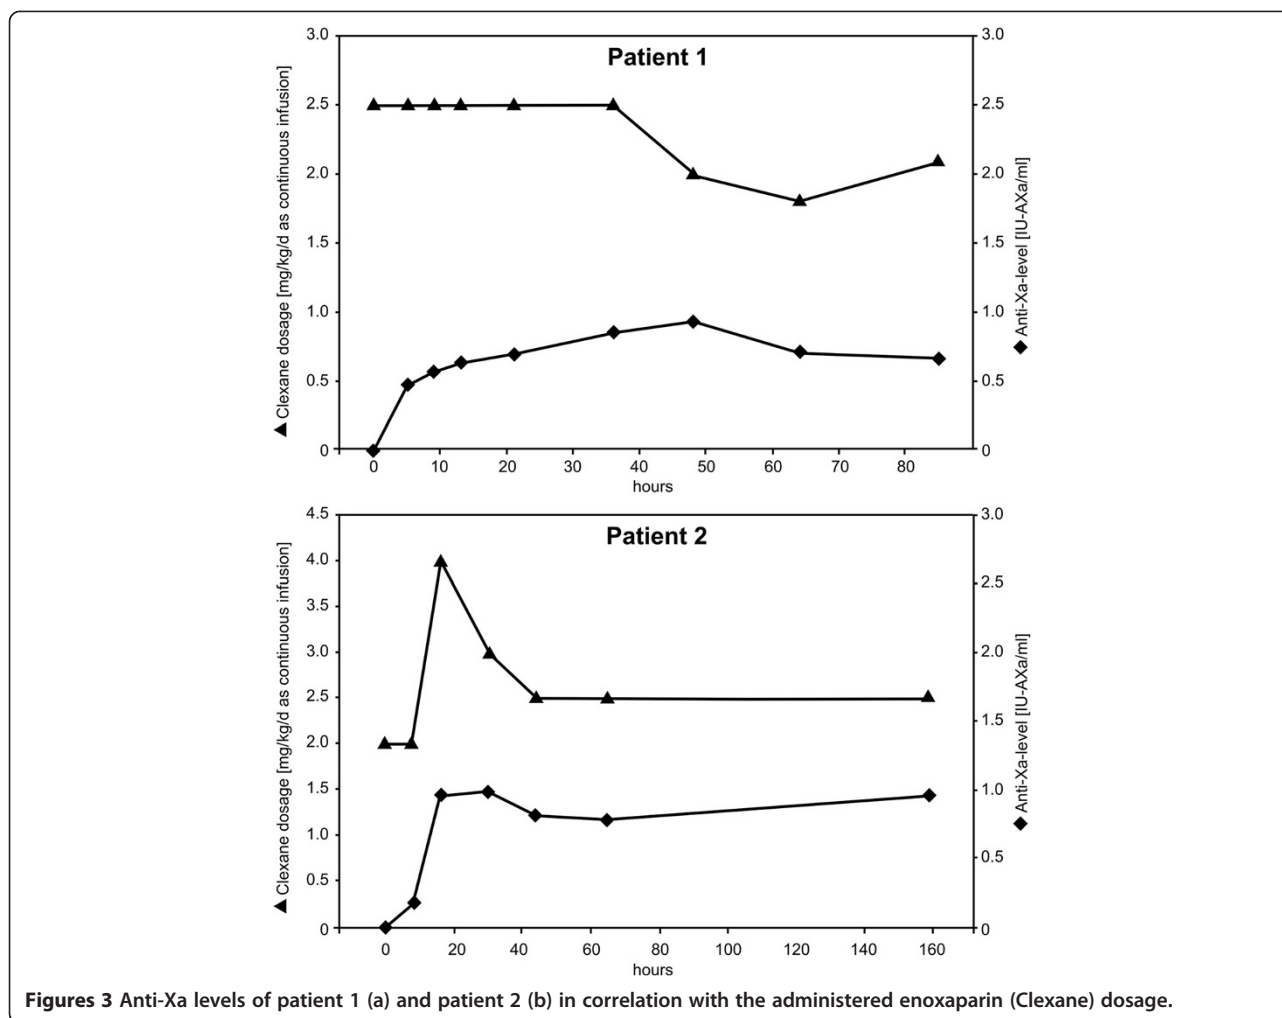 Patient 1
▲ Clexane dosage [mg/kg/d as continuous infusion]
3.0
2.5
2.0
1.5
1.0
0.5
0
3.0
2.5
2.0
1.5
1.0
0.5
0
◆ Anti-Xa-level [IU-AXa/ml]
0 10 20 30 40 50 60 70 80
hours
Patient 2
▲ Clexane dosage [mg/kg/d as continuous infusion]
4.5
4.0
3.5
3.0
2.5
2.0
1.5
1.0
0.5
0
3.0
2.5
2.0
1.5
1.0
0.5
0
◆ Anti-Xa-level [IU-AXa/ml]
0 20 40 60 80 100 120 140 160
hours
Figures 3 Anti-Xa levels of patient 1 (a) and patient 2 (b) in correlation with the administered enoxaparin (Clexane) dosage.